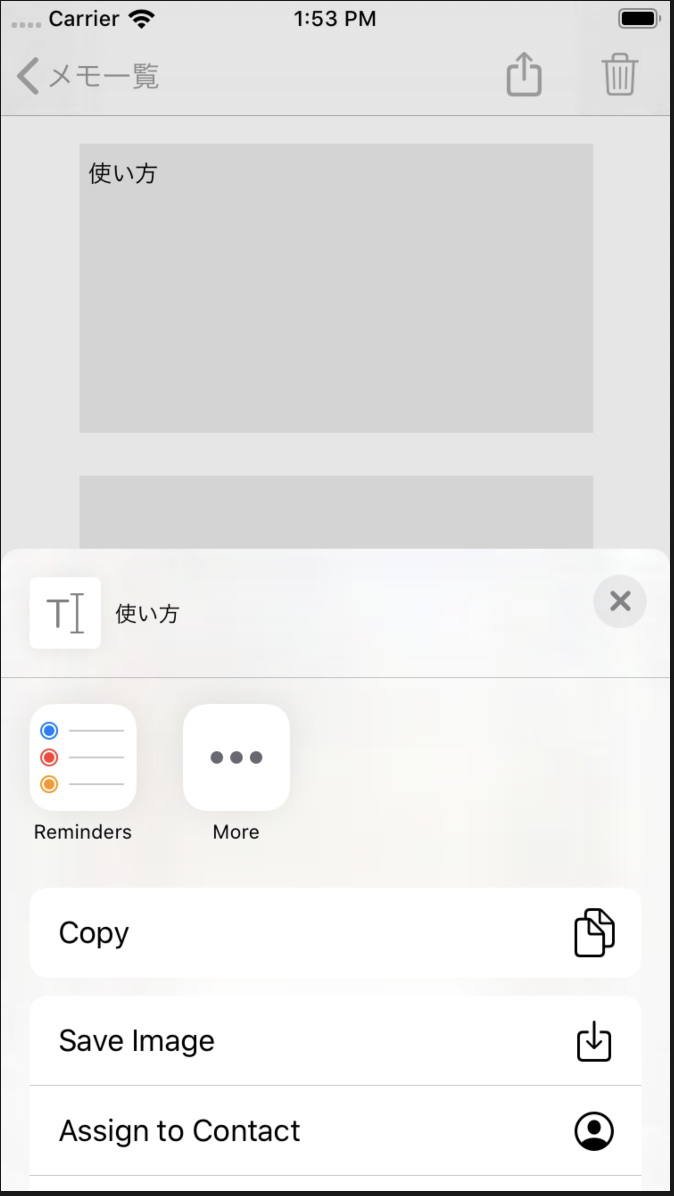 Carrier 1:53 PM
メモ一覧
使い方
使い方
Reminders More
Copy
Save Image
Assign to Contact